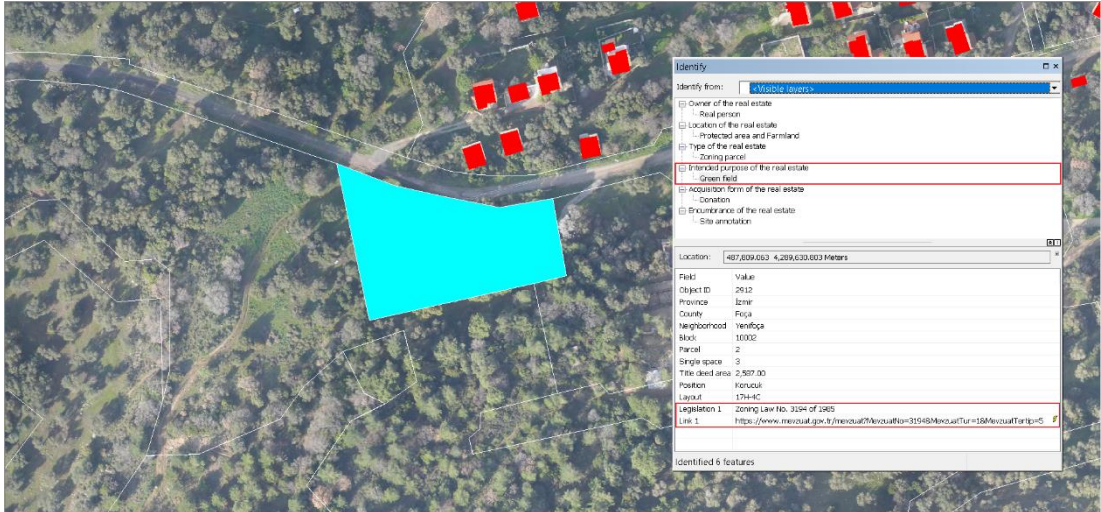 Identify
Identify from: <Visible layers>
Owner of the real estate
Real person
Location of the real estate
Protected area and Farmland
Type of the real estate
Zoning parcel
Intended purpose of the real estate
Green field
Acquisition form of the real estate
Donation
Encumbrance of the real estate
Site annotation
Location: 487,809.063 4,289,630.803 Meters
Field Value
Object ID 2912
Province İzmir
County Foça
Neighborhood Yenifoça
Block 10002
Parcel 2
Single space 3
Title deed area 2,587.00
Position Korucuk
Layout 17H-4C
Legislation 1 Zoning Law No. 3194 of 1985
Link 1 https://www.mevzuat.gov.tr/mevzuat?MevzuatNo=3194&MevzuatTur=1&MevzuatTertip=5
Identified 6 features